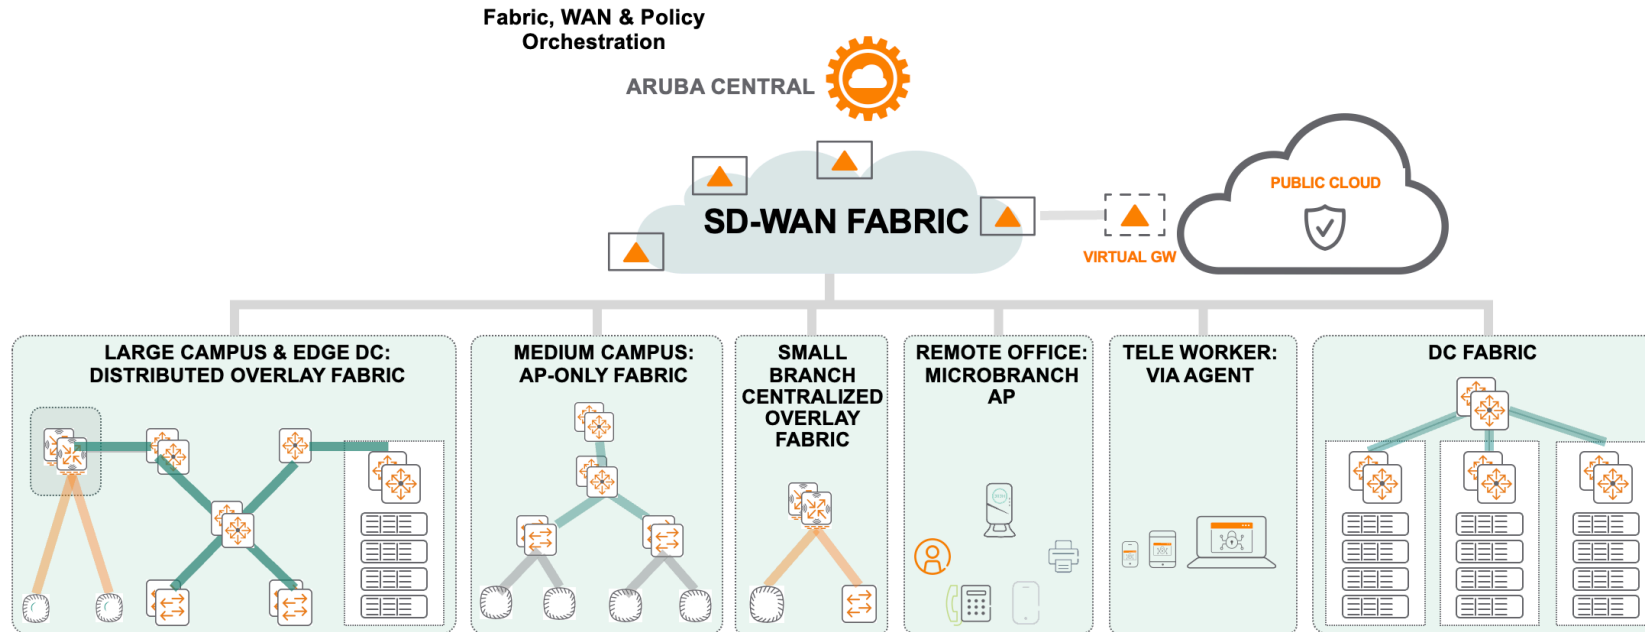 Fabric, WAN & Policy
Orchestration
ARUBA CENTRAL
SD-WAN FABRIC
VIRTUAL GW
PUBLIC CLOUD
LARGE CAMPUS & EDGE DC:
DISTRIBUTED OVERLAY FABRIC
MEDIUM CAMPUS:
AP-ONLY FABRIC
SMALL
BRANCH
CENTRALIZED
OVERLAY
FABRIC
REMOTE OFFICE:
MICROBRANCH
AP
TELE WORKER:
VIA AGENT
DC FABRIC